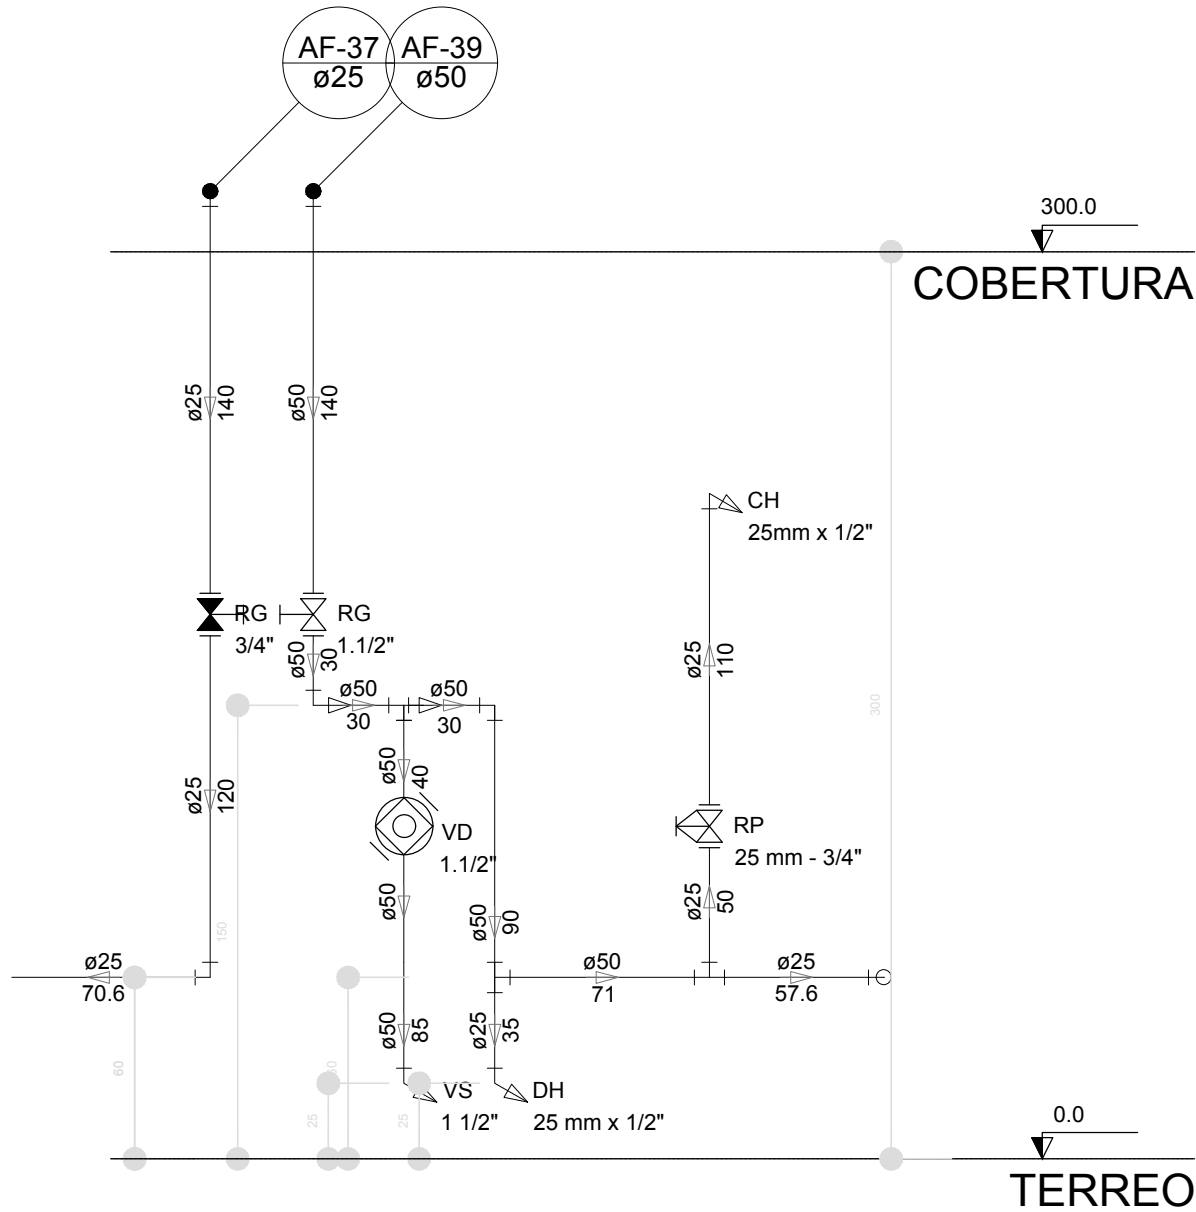 AF-37
ø25
AF-39
ø50
300.0
COBERTURA
ø25
140
ø50
140
CH
25mm x 1/2"
RG
3/4"
RG
1.1/2"
ø50
30
ø25
110
300
ø50
30
ø50
30
ø50
40
ø25
120
VD
1.1/2"
RP
25 mm - 3/4"
ø50
ø50
90
ø25
50
150
ø25
70.6
ø50
71
ø25
57.6
ø50
85
ø25
35
60
25
25
VS
1 1/2"
DH
25 mm x 1/2"
0.0
TERREO